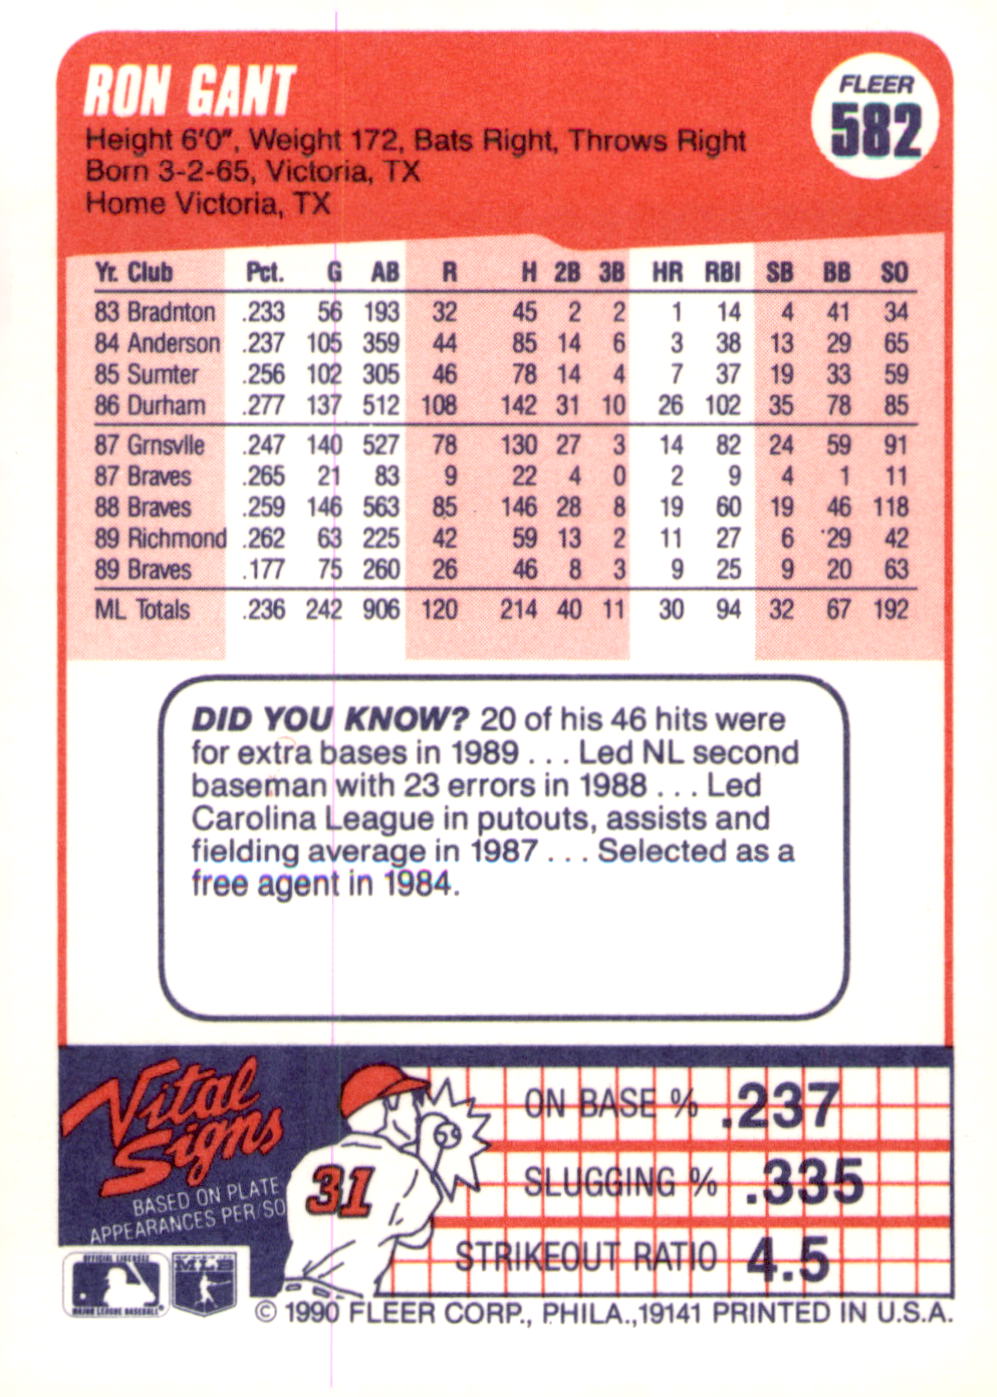 RON GANT
FLEER
582
Height 6'0", Weight 172, Bats Right, Throws Right
Born 3-2-65, Victoria, TX
Home Victoria, TX
Yr. Club Pct. G AB R H 2B 3B HR RBI SB BB SO
83 Bradnton .233 56 193 32 45 2 2 1 14 4 41 34
84 Anderson .237 105 359 44 85 14 6 3 38 13 29 65
85 Sumter .256 102 305 46 78 14 4 7 37 19 33 59
86 Durham .277 137 512 108 142 31 10 26 102 35 78 85
87 Grnsvlle .247 140 527 78 130 27 3 14 82 24 59 91
87 Braves .265 21 83 9 22 4 0 2 9 4 1 11
88 Braves .259 146 563 85 146 28 8 19 60 19 46 118
89 Richmond .262 63 225 42 59 13 2 11 27 6 29 42
89 Braves .177 75 260 26 46 8 3 9 25 9 20 63
ML Totals .236 242 906 120 214 40 11 30 94 32 67 192
DID YOU KNOW? 20 of his 46 hits were
for extra bases in 1989 . . . Led NL second
baseman with 23 errors in 1988 . . . Led
Carolina League in putouts, assists and
fielding average in 1987 . . . Selected as a
free agent in 1984.
Vital
Signs
BASED ON PLATE
APPEARANCES PER/SO
31
ON BASE % .237
SLUGGING % .335
STRIKEOUT RATIO 4.5
OFFICIAL LICENSEE
MAJOR LEAGUE BASEBALL
MLB
© 1990 FLEER CORP., PHILA.,19141 PRINTED IN U.S.A.